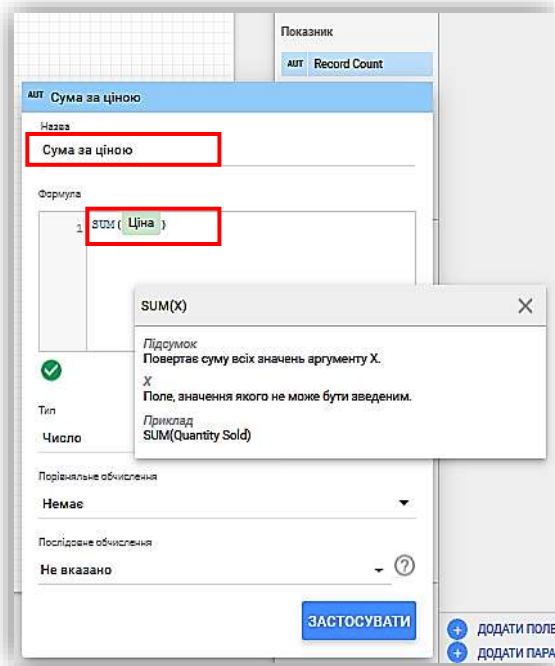 Показник
AUT Record Count
AUT Сума за ціною
Назва
Сума за ціною
Формула
1 SUM( Ціна )
SUM(X)
Підсумок
Повертає суму всіх значень аргументу X.
X
Поле, значення якого не може бути зведеним.
Приклад
SUM(Quantity Sold)
Тип
Число
Порівняльне обчислення
Немає
Послідовне обчислення
Не вказано
ЗАСТОСУВАТИ
ДОДАТИ ПОЛЕ
ДОДАТИ ПАРА